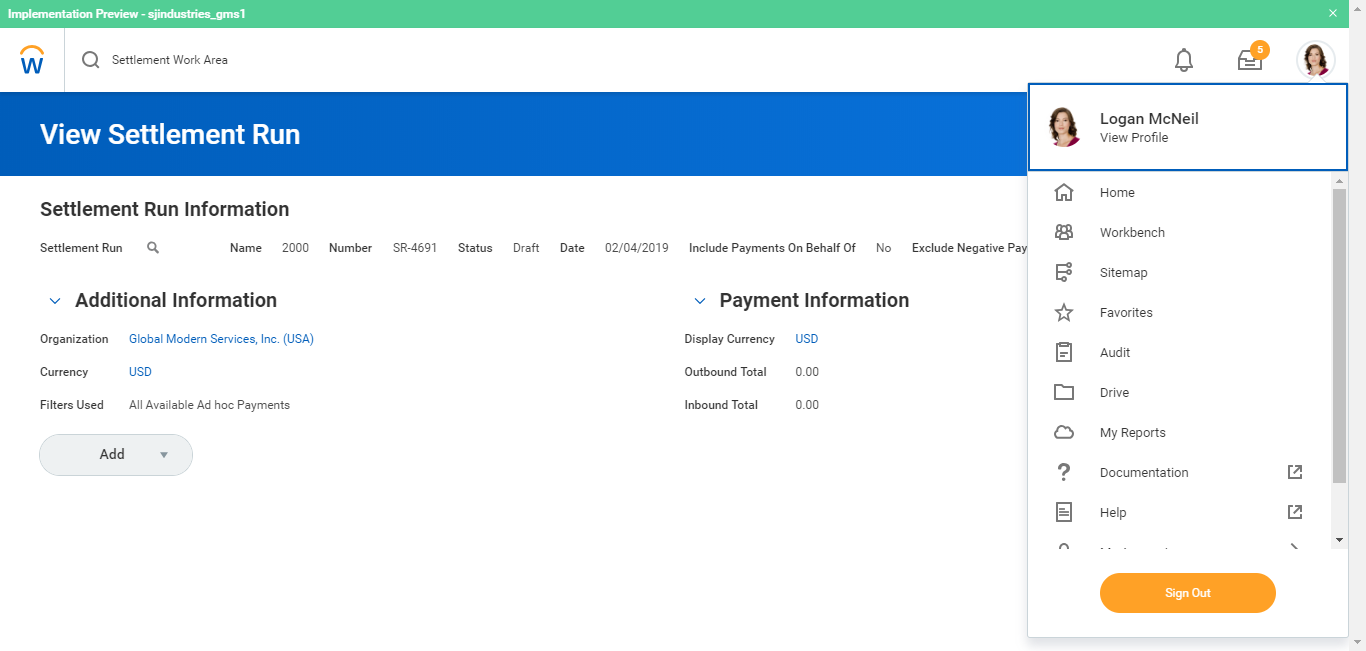 Implementation Preview - sjindustries_gms1
Settlement Work Area
5
View Settlement Run
Logan McNeil
View Profile
Settlement Run Information
Settlement Run Name 2000 Number SR-4691 Status Draft Date 02/04/2019 Include Payments On Behalf Of No Exclude Negative Pay
Additional Information
Organization Global Modern Services, Inc. (USA)
Currency USD
Filters Used All Available Ad hoc Payments
Add
Payment Information
Display Currency USD
Outbound Total 0.00
Inbound Total 0.00
Home
Workbench
Sitemap
Favorites
Audit
Drive
My Reports
Documentation
Help
Sign Out